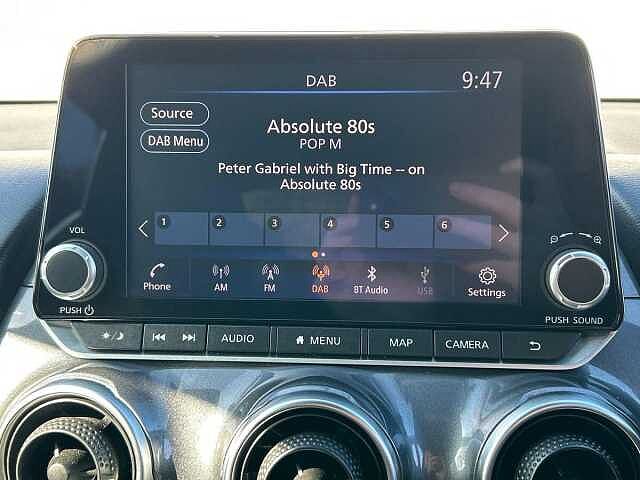 DAB
9:47
Source
DAB Menu
Absolute 80s
POP M
Peter Gabriel with Big Time -- on
Absolute 80s
1 2 3 4 5 6
VOL
PUSH
Phone
AM
FM
DAB
BT Audio
USB
Settings
PUSH SOUND
AUDIO
MENU
MAP
CAMERA